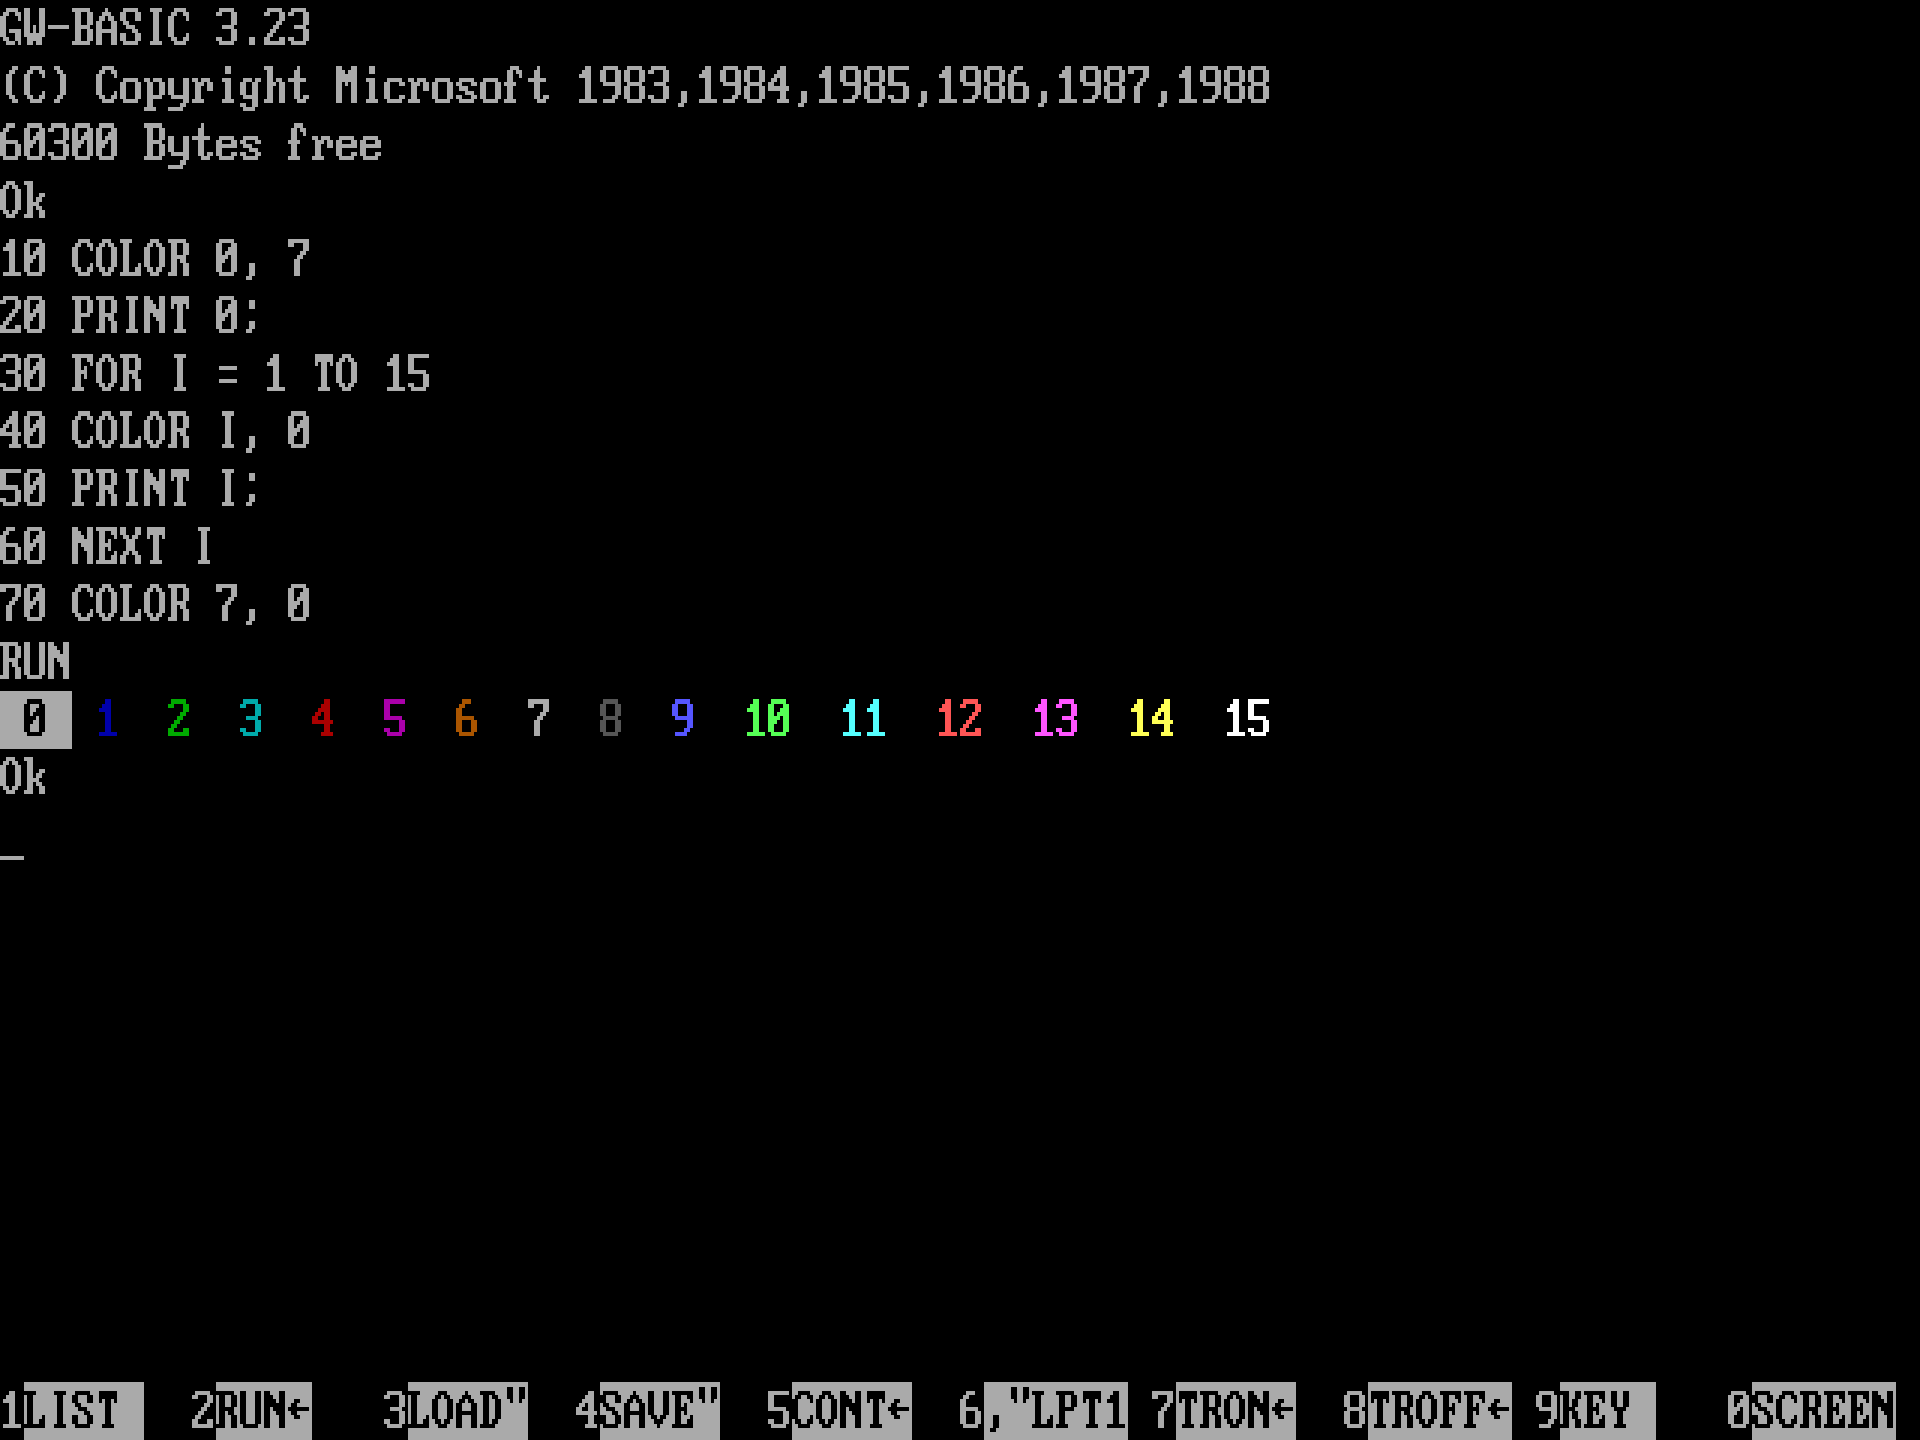 GW-BASIC 3.23
(C) Copyright Microsoft 1983,1984,1985,1986,1987,1988
60300 Bytes free
Ok
10 COLOR 0, 7
20 PRINT 0;
30 FOR I = 1 TO 15
40 COLOR I, 0
50 PRINT I;
60 NEXT I
70 COLOR 7, 0
RUN
0 1 2 3 4 5 6 7 8 9 10 11 12 13 14 15
Ok
_
1LIST 2RUN← 3LOAD" 4SAVE" 5CONT← 6,"LPT1 7TRON← 8TROFF← 9KEY 0SCREEN